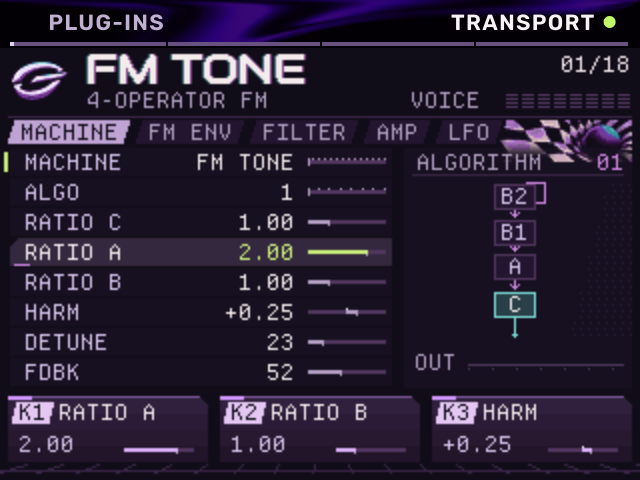 PLUG-INS TRANSPORT
FM TONE 01/18
4-OPERATOR FM VOICE
MACHINE FM ENV FILTER AMP LFO
MACHINE FM TONE
ALGO 1
RATIO C 1.00
RATIO A 2.00
RATIO B 1.00
HARM +0.25
DETUNE 23
FDBK 52
ALGORITHM 01
B2
B1
A
C
OUT
K1 RATIO A
2.00
K2 RATIO B
1.00
K3 HARM
+0.25